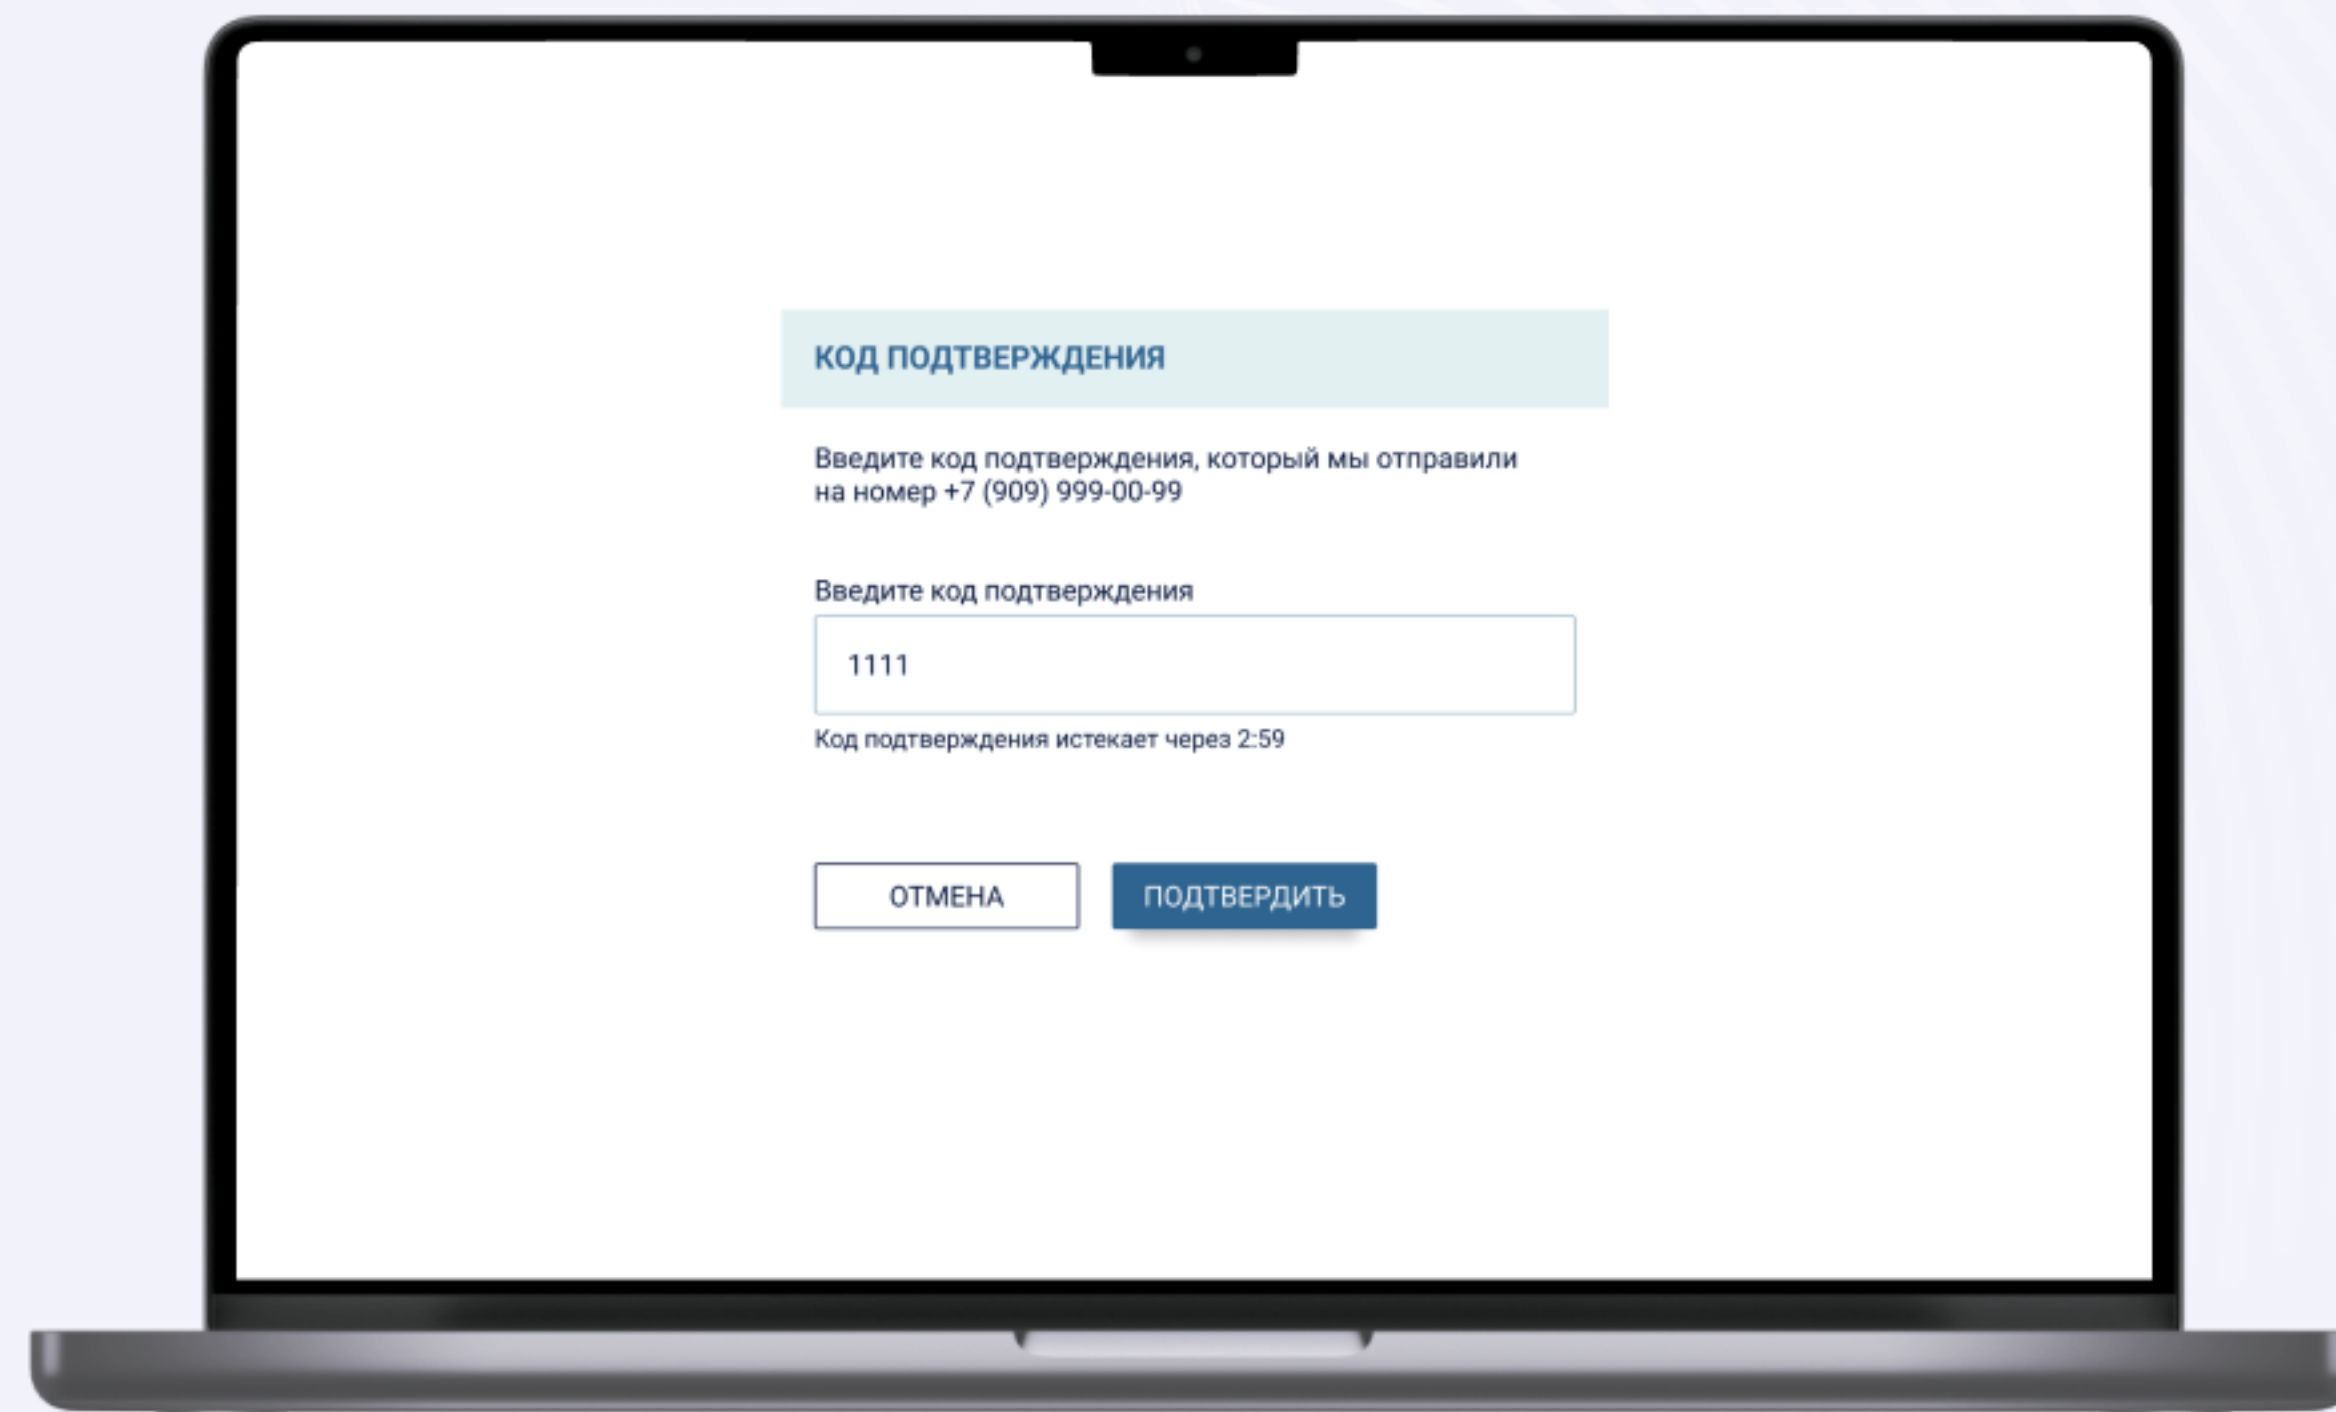 КОД ПОДТВЕРЖДЕНИЯ
Введите код подтверждения, который мы отправили
на номер +7 (909) 999-00-99
Введите код подтверждения
1111
Код подтверждения истекает через 2:59
ОТМЕНА
ПОДТВЕРДИТЬ